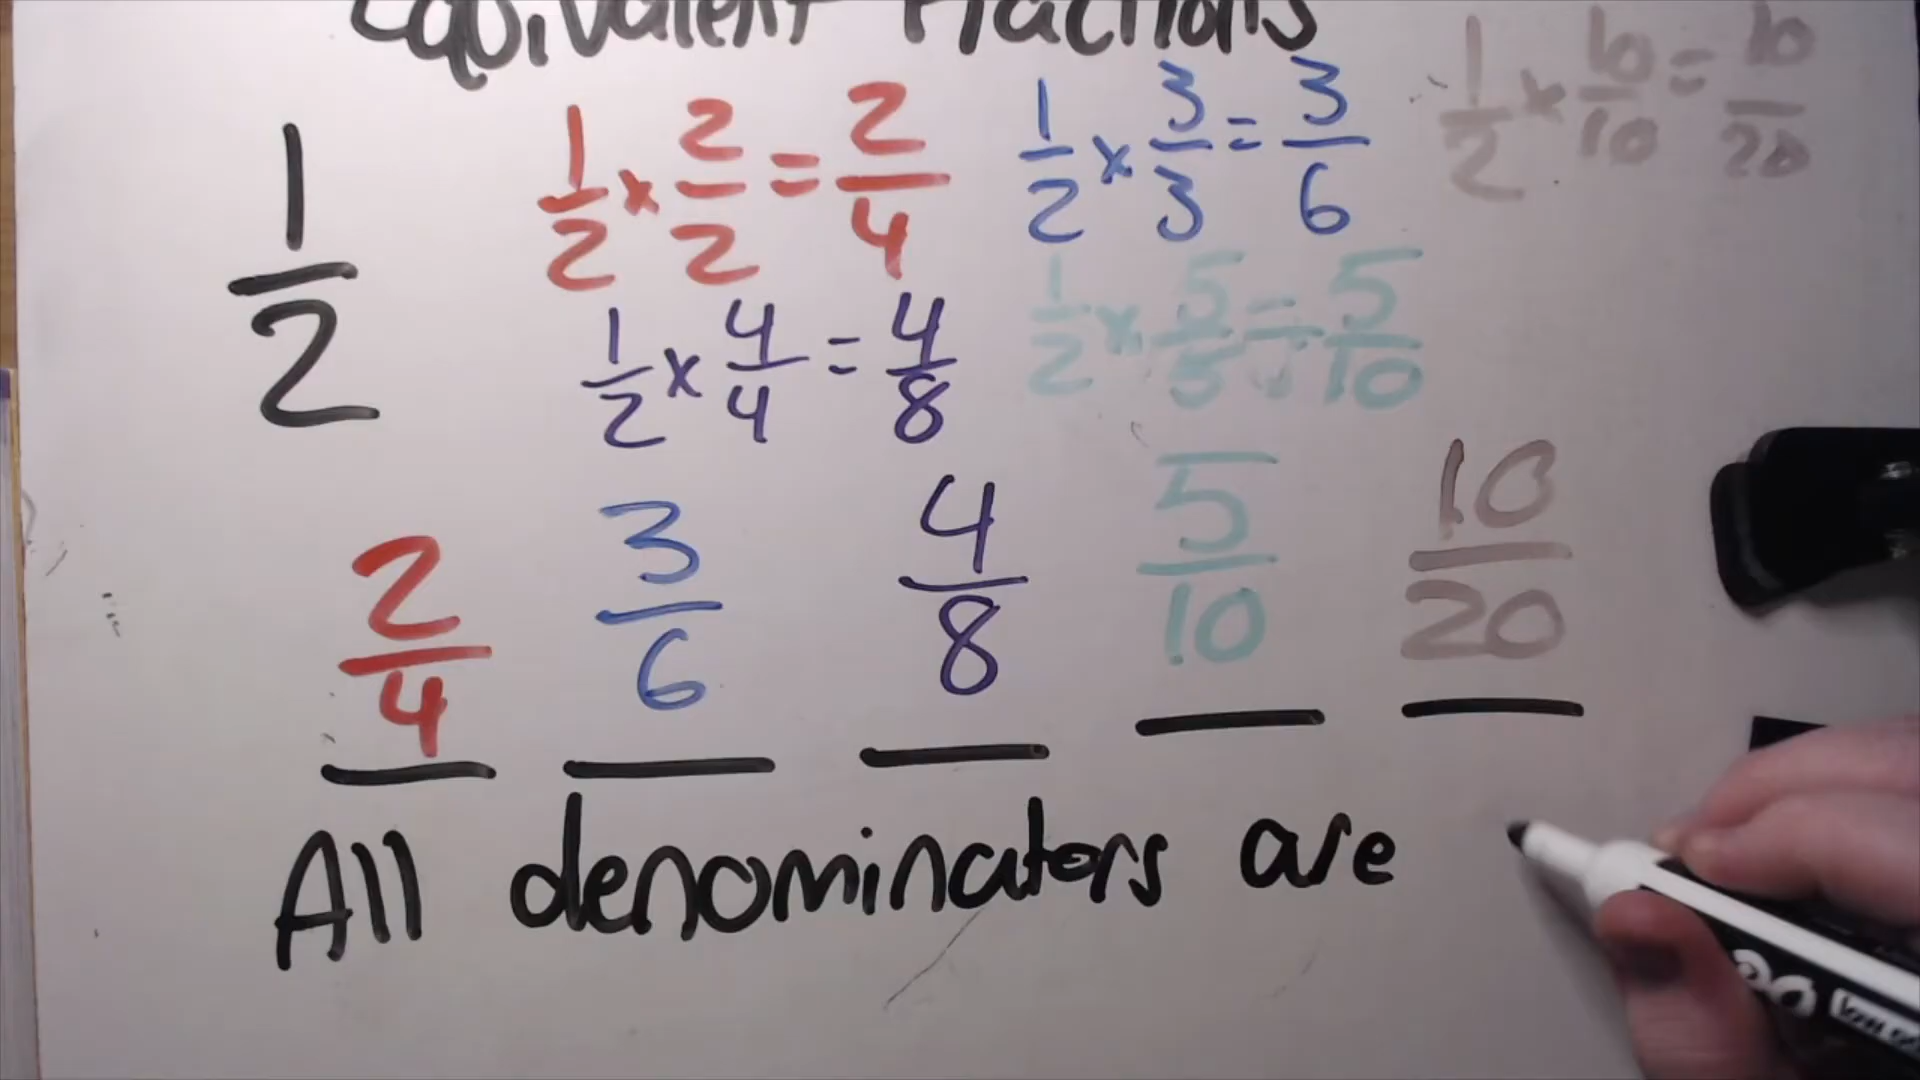 Equivalent Fractions
1/2
1/2 x 2/2 = 2/4
1/2 x 3/3 = 3/6
1/2 x 10/10 = 10/20
1/2 x 4/4 = 4/8
1/2 x 5/5 = 5/10
2/4 3/6 4/8 5/10 10/20
All denominators are